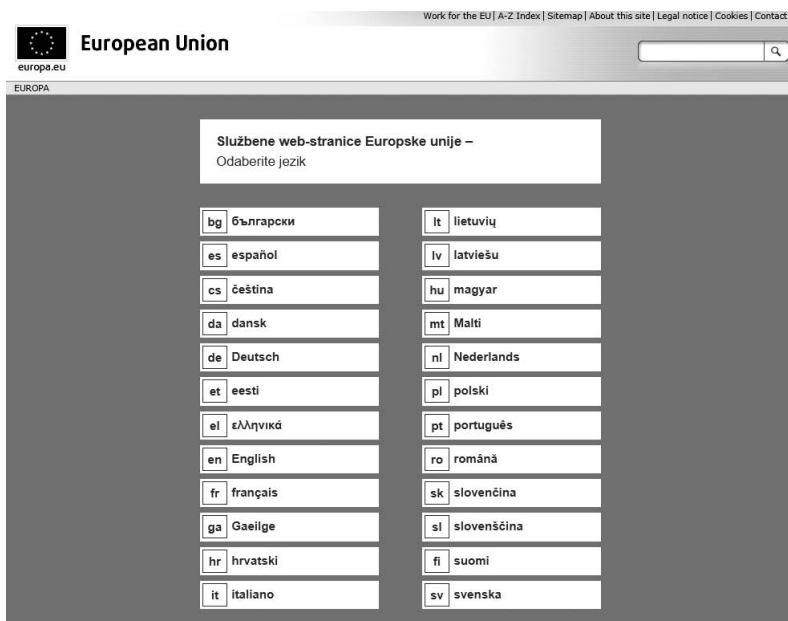 Work for the EU | A-Z Index | Sitemap | About this site | Legal notice | Cookies | Contact
European Union
europa.eu
EUROPA
Službene web-stranice Europske unije –
Odaberite jezik
bg български
es español
cs čeština
da dansk
de Deutsch
et eesti
el ελληνικά
en English
fr français
ga Gaeilge
hr hrvatski
it italiano
lt lietuvių
lv latviešu
hu magyar
mt Malti
nl Nederlands
pl polski
pt português
ro română
sk slovenčina
sl slovenščina
fi suomi
sv svenska